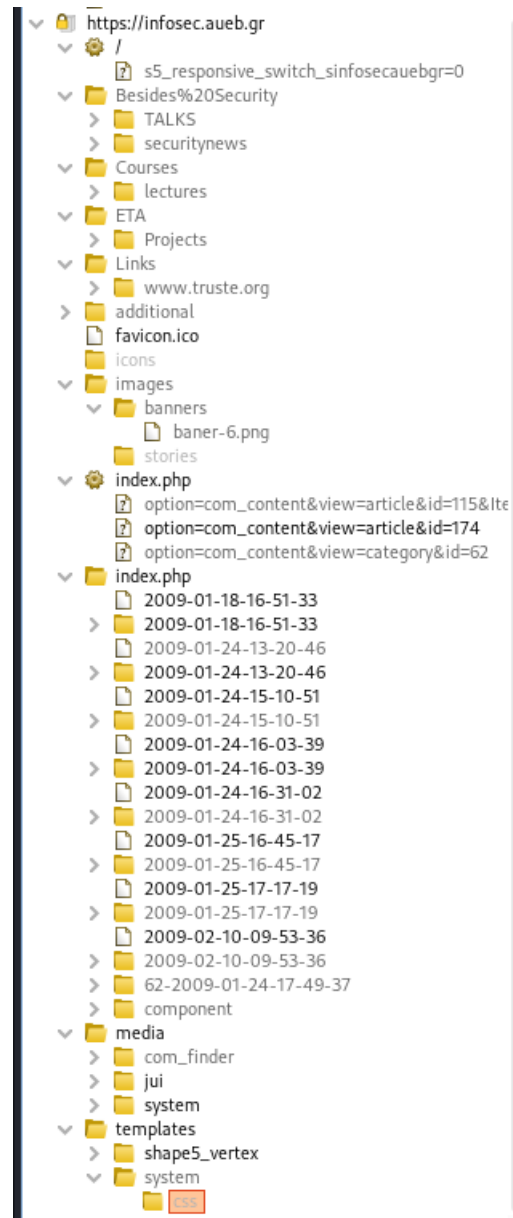 https://infosec.aueb.gr
/
s5_responsive_switch_sinfosecauebgr=0
Besides%20Security
TALKS
securitynews
Courses
lectures
ETA
Projects
Links
www.truste.org
additional
favicon.ico
icons
images
banners
baner-6.png
stories
index.php
option=com_content&view=article&id=115&Ite
option=com_content&view=article&id=174
option=com_content&view=category&id=62
index.php
2009-01-18-16-51-33
2009-01-18-16-51-33
2009-01-24-13-20-46
2009-01-24-13-20-46
2009-01-24-15-10-51
2009-01-24-15-10-51
2009-01-24-16-03-39
2009-01-24-16-03-39
2009-01-24-16-31-02
2009-01-24-16-31-02
2009-01-25-16-45-17
2009-01-25-16-45-17
2009-01-25-17-17-19
2009-01-25-17-17-19
2009-02-10-09-53-36
2009-02-10-09-53-36
62-2009-01-24-17-49-37
component
media
com_finder
jui
system
templates
shape5_vertex
system
css